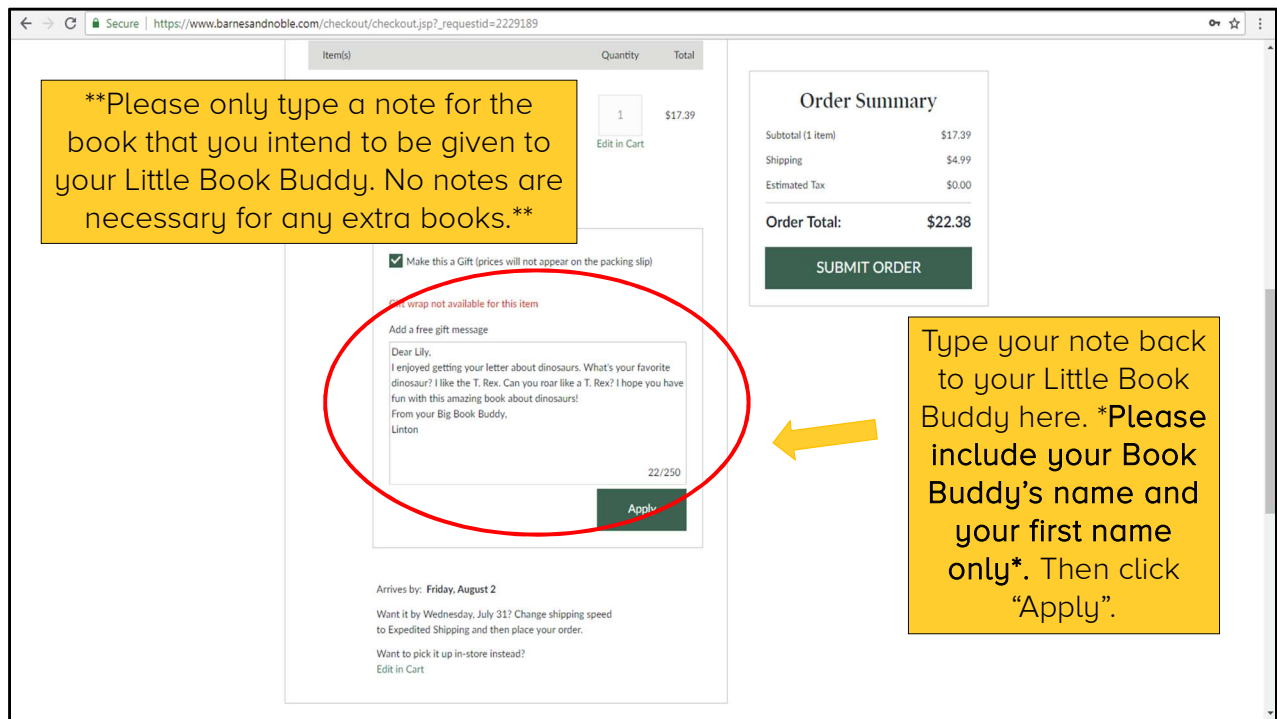 Secure | https://www.barnesandnoble.com/checkout/checkout.jsp?_requestid=2229189
Item(s) Quantity Total
**Please only type a note for the
book that you intend to be given to
your Little Book Buddy. No notes are
necessary for any extra books.**
1 $17.39
Edit in Cart
Make this a Gift (prices will not appear on the packing slip)
Gift wrap not available for this item
Add a free gift message
Dear Lily,
I enjoyed getting your letter about dinosaurs. What's your favorite
dinosaur? I like the T. Rex. Can you roar like a T. Rex? I hope you have
fun with this amazing book about dinosaurs!
From your Big Book Buddy,
Linton
22/250
Apply
Arrives by: Friday, August 2
Want it by Wednesday, July 31? Change shipping speed
to Expedited Shipping and then place your order.
Want to pick it up in-store instead?
Edit in Cart
Order Summary
Subtotal (1 item) $17.39
Shipping $4.99
Estimated Tax $0.00
Order Total: $22.38
SUBMIT ORDER
Type your note back
to your Little Book
Buddy here. *Please
include your Book
Buddy's name and
your first name
only*. Then click
“Apply”.